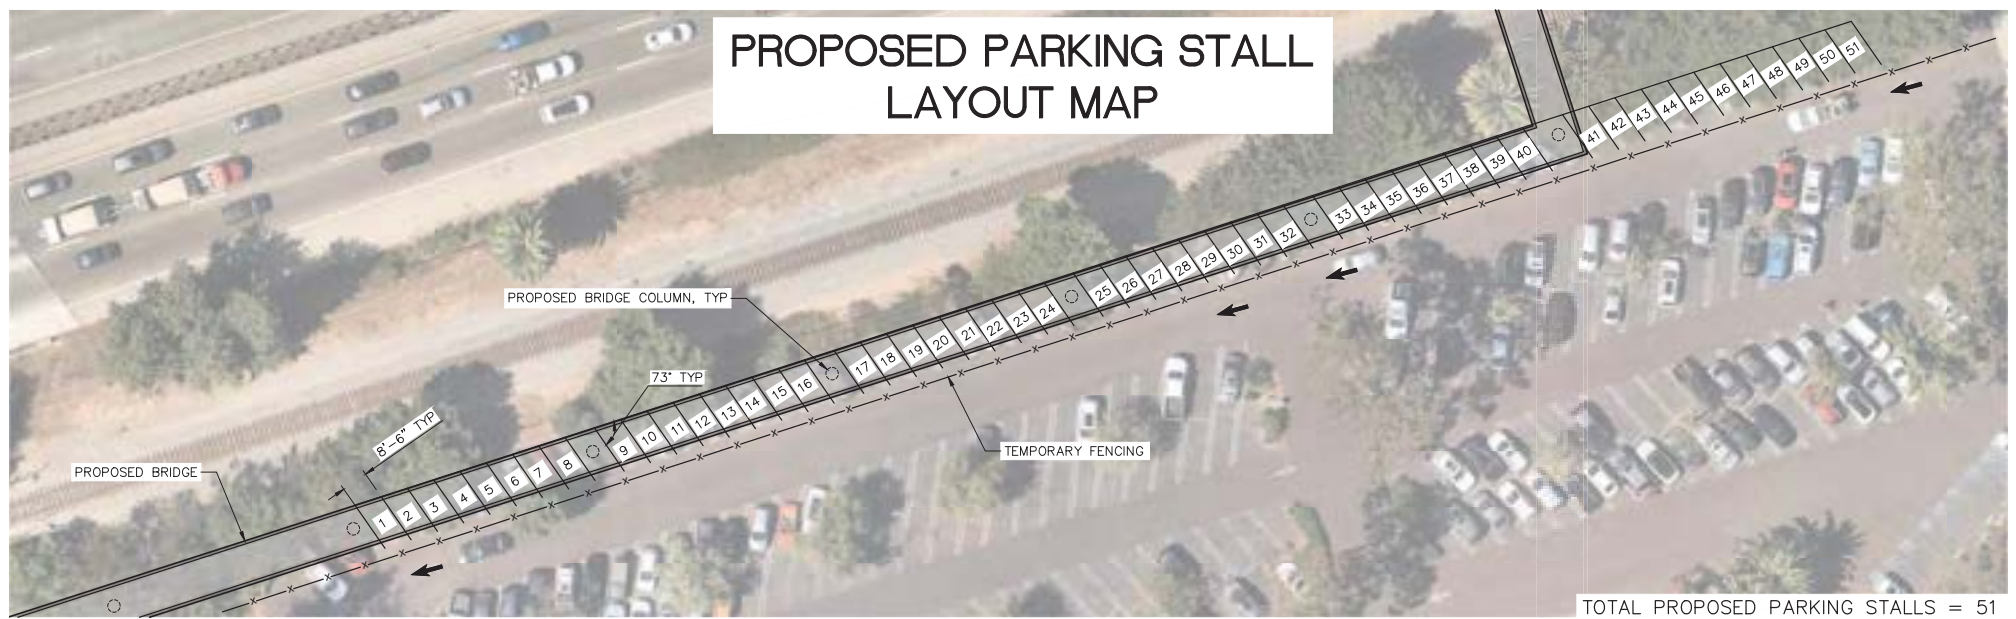 PROPOSED PARKING STALL
LAYOUT MAP
PROPOSED BRIDGE COLUMN, TYP
73° TYP
8'-6" TYP
PROPOSED BRIDGE
TEMPORARY FENCING
1 2 3 4 5 6 7 8 9 10 11 12 13 14 15 16 17 18 19 20 21 22 23 24 25 26 27 28 29 30 31 32 33 34 35 36 37 38 39 40 41 42 43 44 45 46 47 48 49 50 51
TOTAL PROPOSED PARKING STALLS = 51